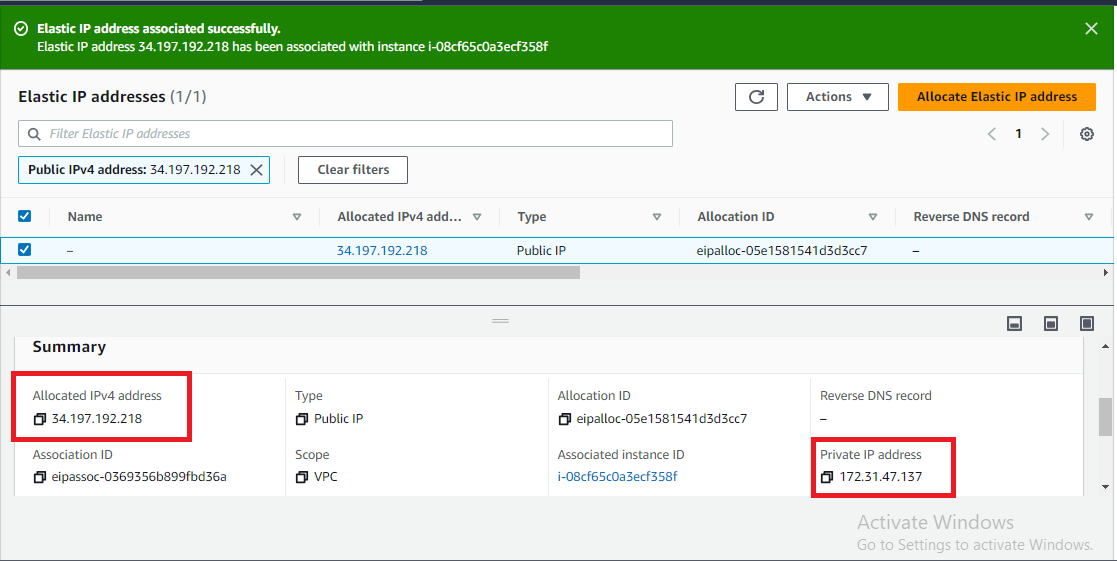 Elastic IP address associated successfully.
Elastic IP address 34.197.192.218 has been associated with instance i-08cf65c0a3ecf358f
Elastic IP addresses (1/1)
Actions
Allocate Elastic IP address
Filter Elastic IP addresses
1
Public IPv4 address: 34.197.192.218
Clear filters
Name Allocated IPv4 add... Type Allocation ID Reverse DNS record
– 34.197.192.218 Public IP eipalloc-05e1581541d3d3cc7 –
Summary
Allocated IPv4 address Type Allocation ID Reverse DNS record
34.197.192.218 Public IP eipalloc-05e1581541d3d3cc7 –
Association ID Scope Associated instance ID Private IP address
eipassoc-0369356b899fbd36a VPC i-08cf65c0a3ecf358f 172.31.47.137
Activate Windows
Go to Settings to activate Windows.